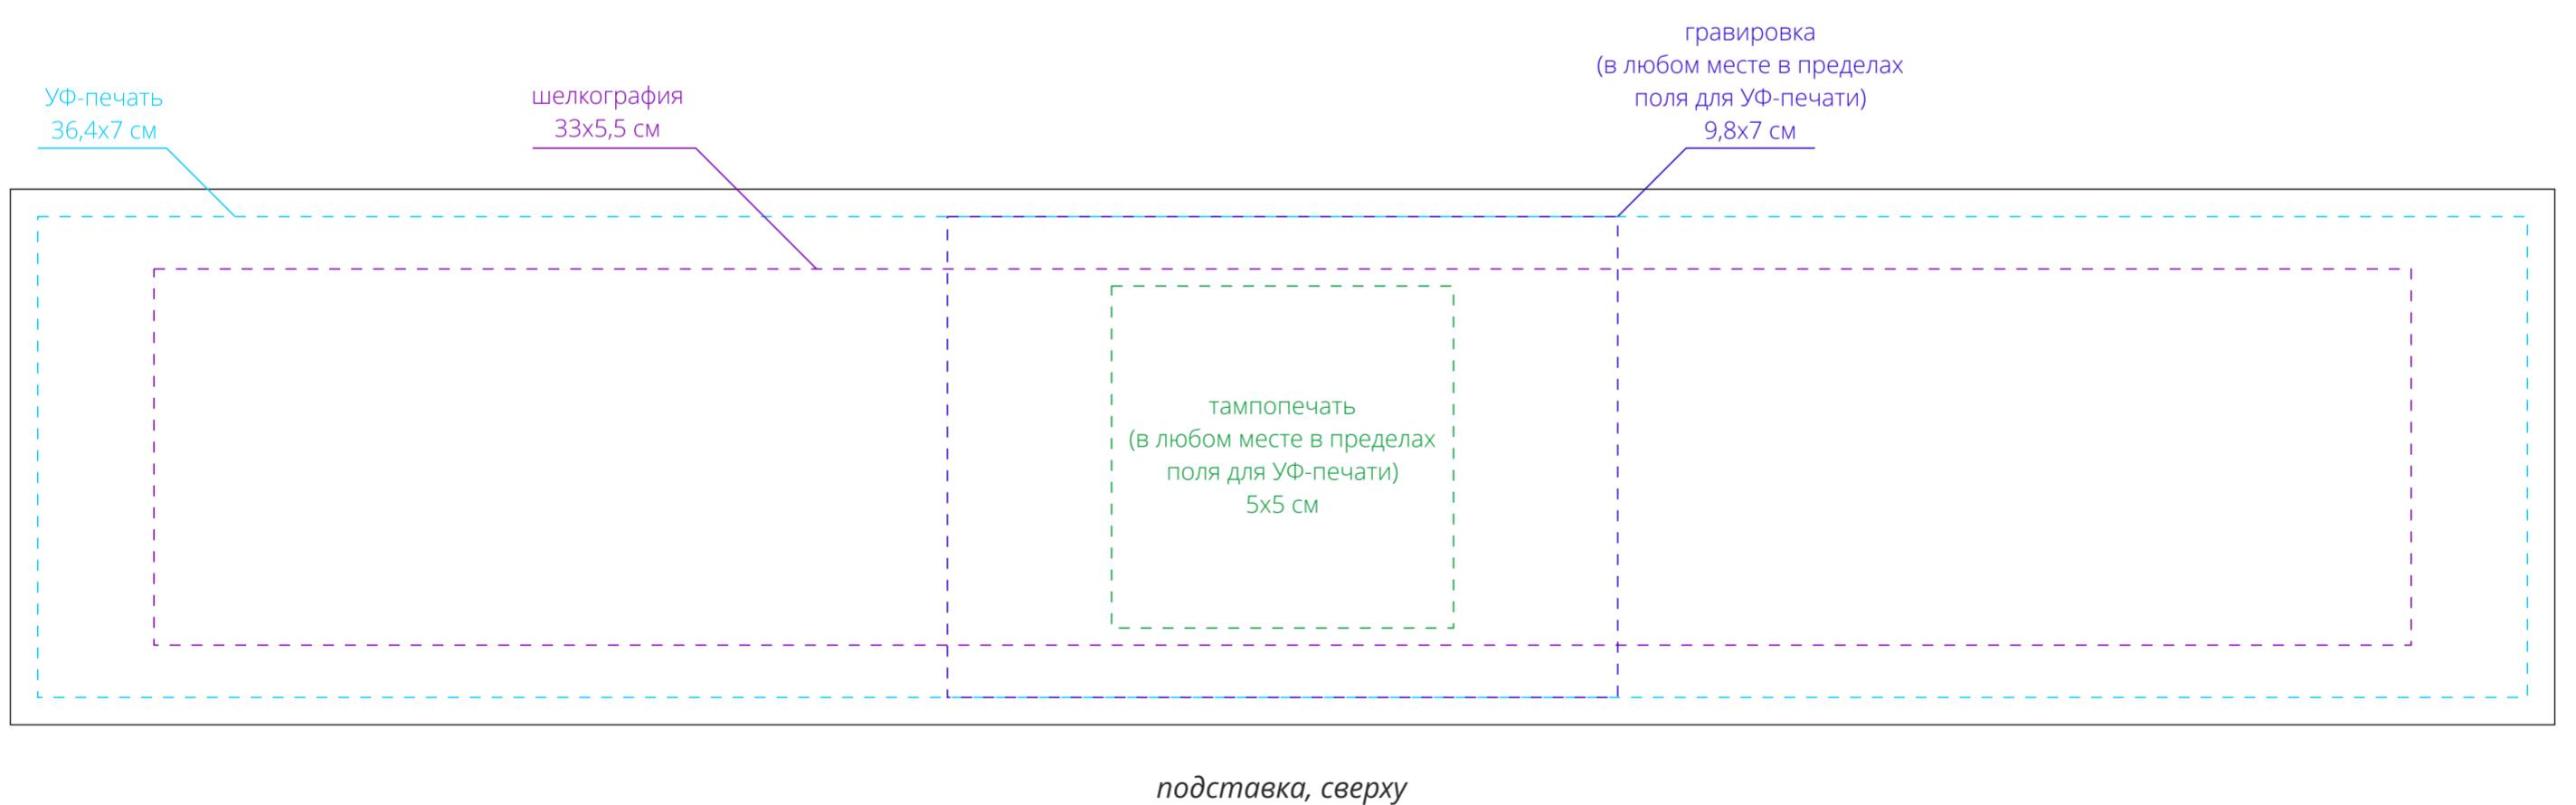 УФ-печать
36,4х7 см
шелкография
33х5,5 см
гравировка
(в любом месте в пределах
поля для УФ-печати)
9,8х7 см
тампопечать
(в любом месте в пределах
поля для УФ-печати)
5х5 см
подставка, сверху